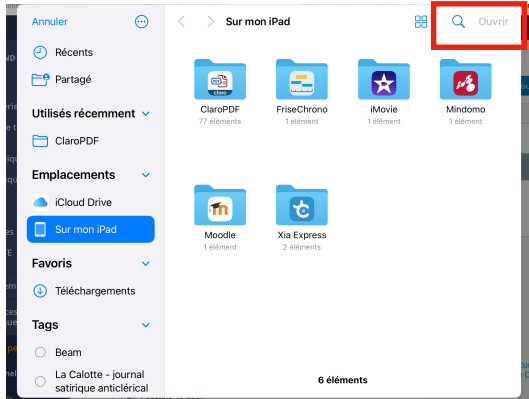 Annuler
Sur mon iPad
Ouvrir
Récents
Partagé
Utilisés récemment
ClaroPDF
Emplacements
iCloud Drive
Sur mon iPad
Favoris
Téléchargements
Tags
Beam
La Calotte - journal
satirique anticlérical
claro
ClaroPDF
77 éléments
FriseChrono
1 élément
iMovie
1 élément
Mindomo
1 élément
Moodle
1 élément
Xia Express
2 éléments
6 éléments